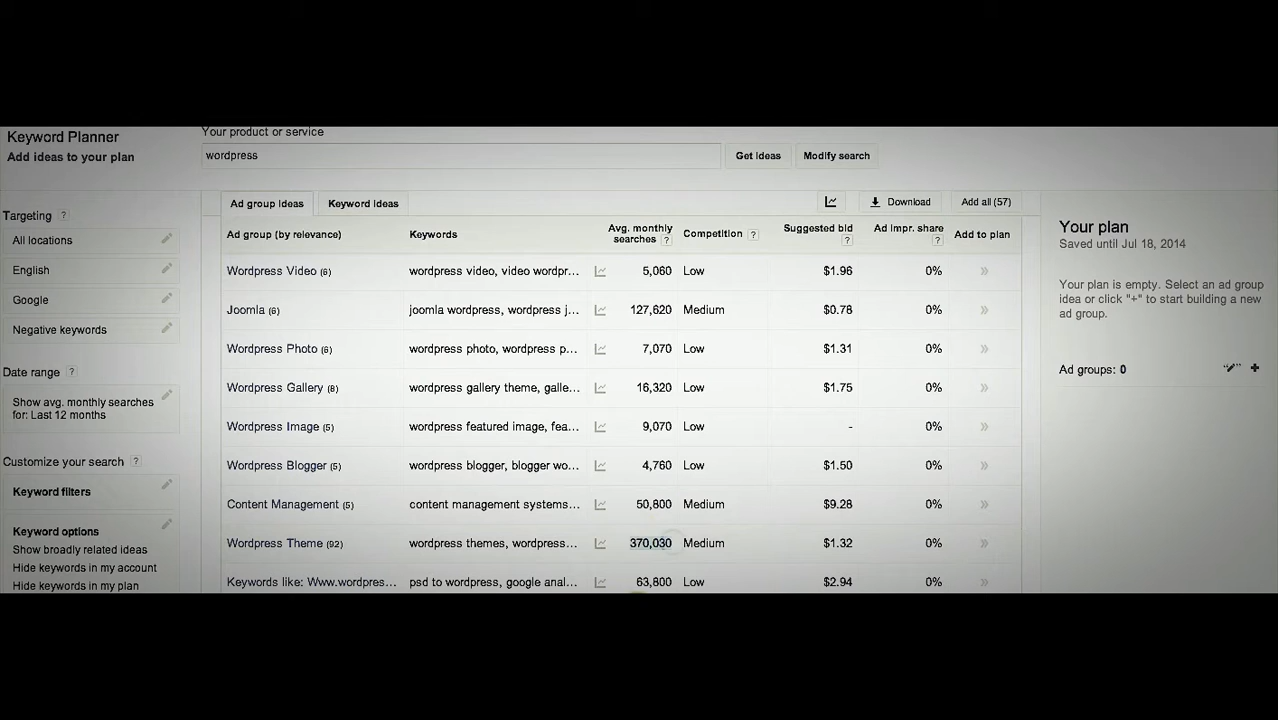 Keyword Planner
Add ideas to your plan
Your product or service
wordpress
Get ideas
Modify search
Targeting ?
All locations
English
Google
Negative keywords
Date range ?
Show avg. monthly searches
for: Last 12 months
Customize your search ?
Keyword filters
Keyword options
Show broadly related ideas
Hide keywords in my account
Hide keywords in my plan
Ad group ideas
Keyword ideas
Download
Add all (57)
Ad group (by relevance)
Keywords
Avg. monthly
searches ?
Competition ?
Suggested bid
?
Ad impr. share
?
Add to plan
Wordpress Video (6) wordpress video, video wordpr... 5,060 Low $1.96 0% »
Joomla (6) joomla wordpress, wordpress j... 127,620 Medium $0.78 0% »
Wordpress Photo (6) wordpress photo, wordpress p... 7,070 Low $1.31 0% »
Wordpress Gallery (8) wordpress gallery theme, galle... 16,320 Low $1.75 0% »
Wordpress Image (5) wordpress featured image, fea... 9,070 Low - 0% »
Wordpress Blogger (5) wordpress blogger, blogger wo... 4,760 Low $1.50 0% »
Content Management (5) content management systems... 50,800 Medium $9.28 0% »
Wordpress Theme (92) wordpress themes, wordpress... 370,030 Medium $1.32 0% »
Keywords like: Www.wordpres... psd to wordpress, google anal... 63,800 Low $2.94 0% »
Your plan
Saved until Jul 18, 2014
Your plan is empty. Select an ad group
idea or click "+" to start building a new
ad group.
Ad groups: 0